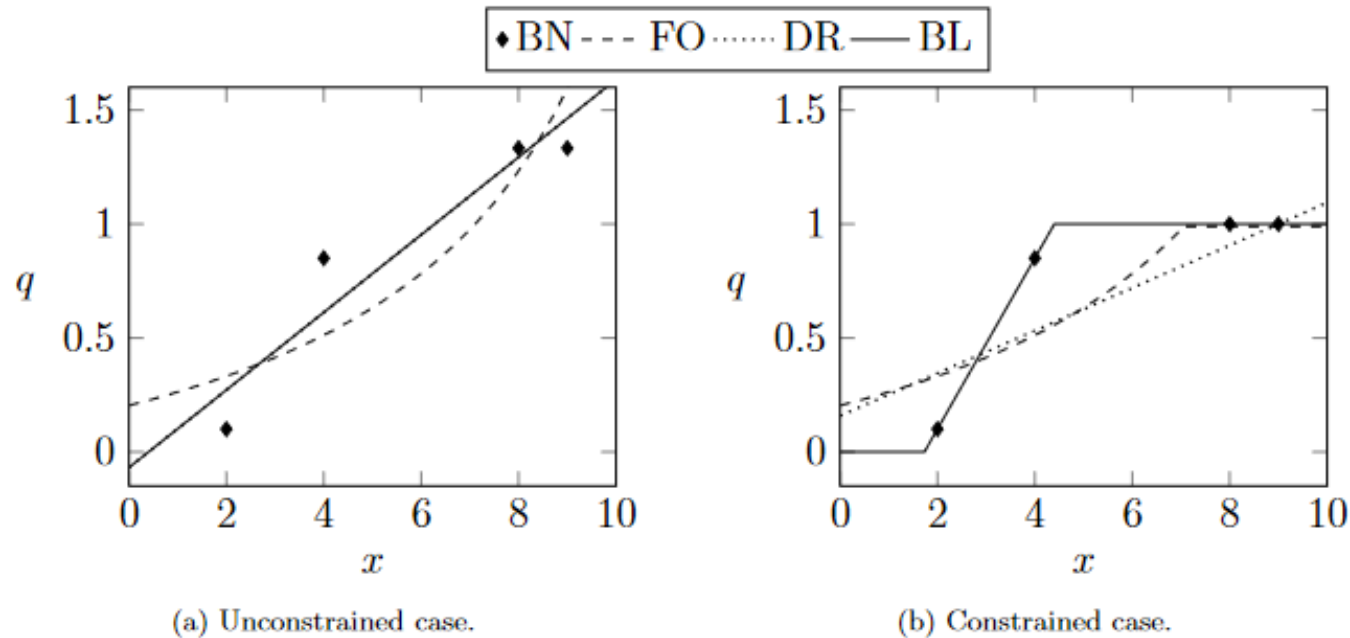 BN FO DR BL
1.5
1
0.5
0
q
0 2 4 6 8 10
x
(a) Unconstrained case.
1.5
1
0.5
0
q
0 2 4 6 8 10
x
(b) Constrained case.